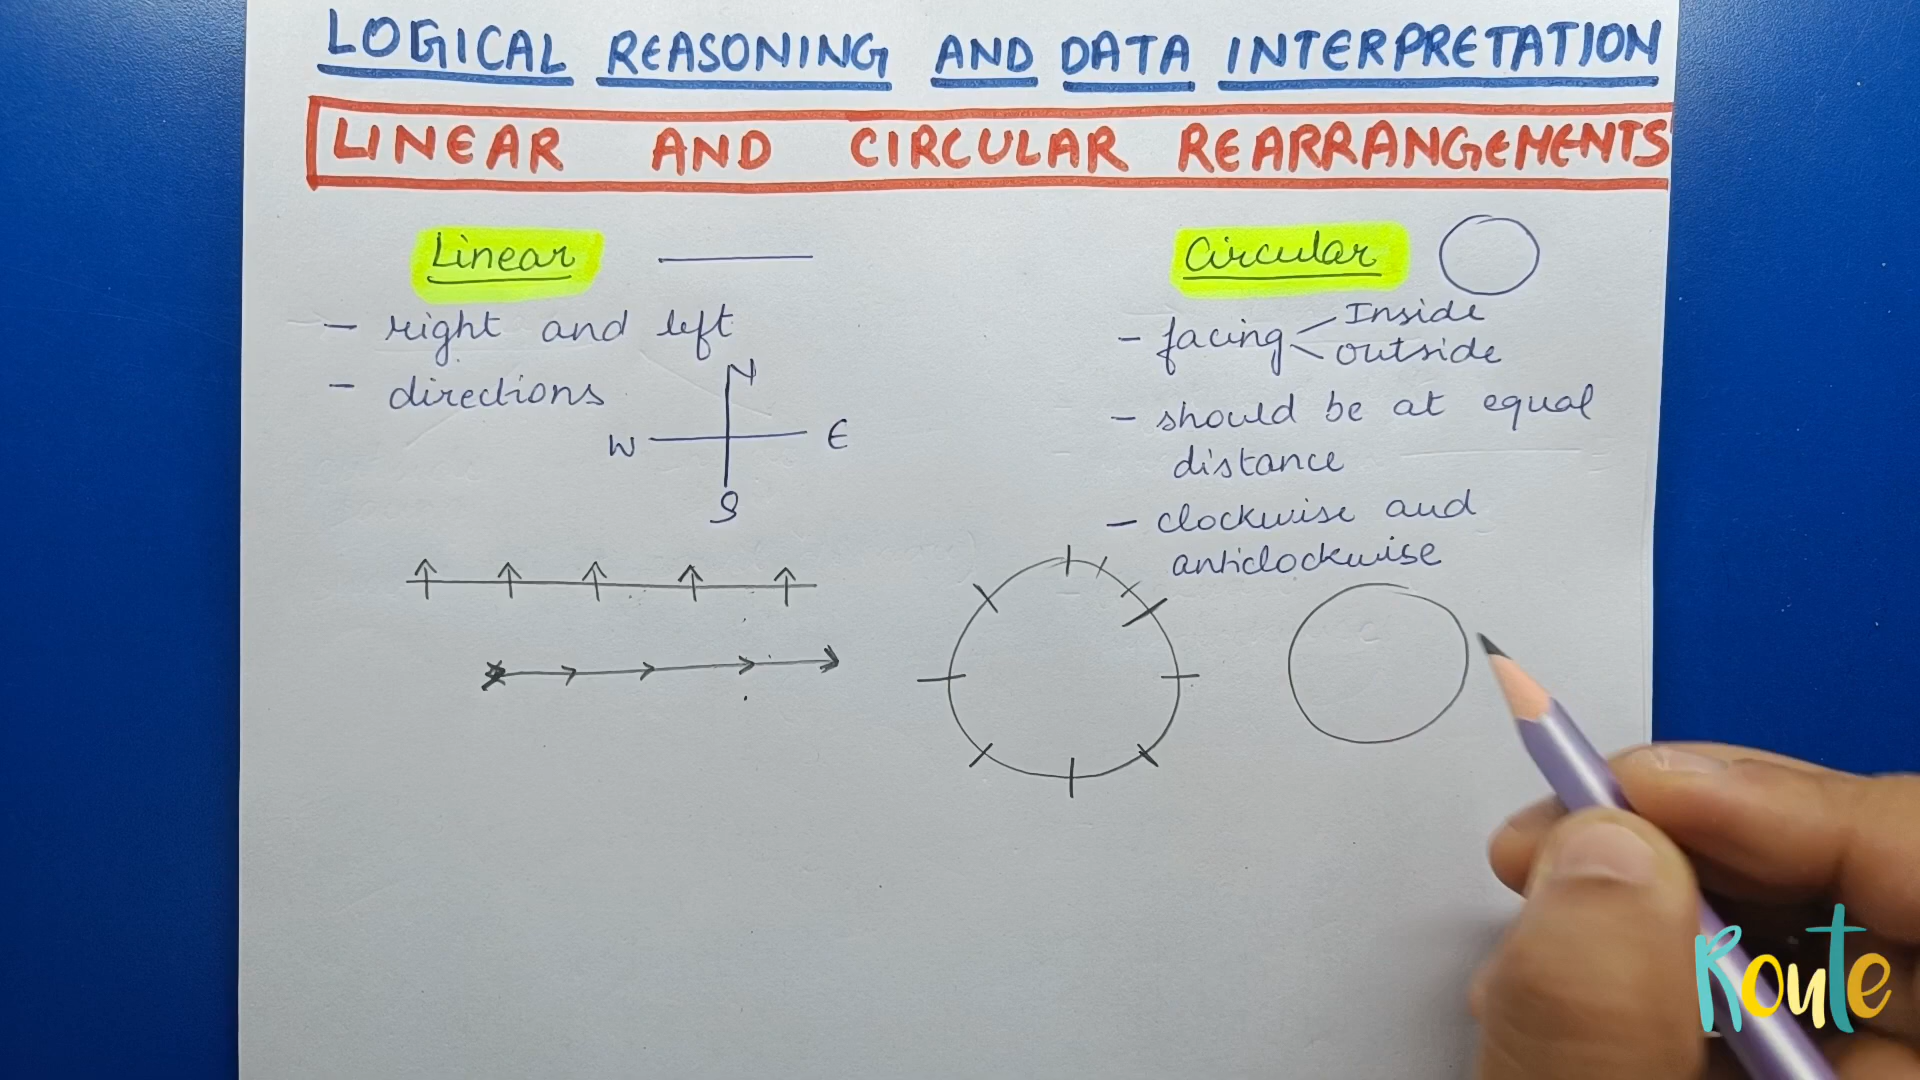 LOGICAL REASONING AND DATA INTERPRETATION
LINEAR AND CIRCULAR REARRANGEMENTS
Linear
- right and left
- directions
N
W E
S
Circular
- facing Inside
outside
- should be at equal
distance
- clockwise and
anticlockwise
Route